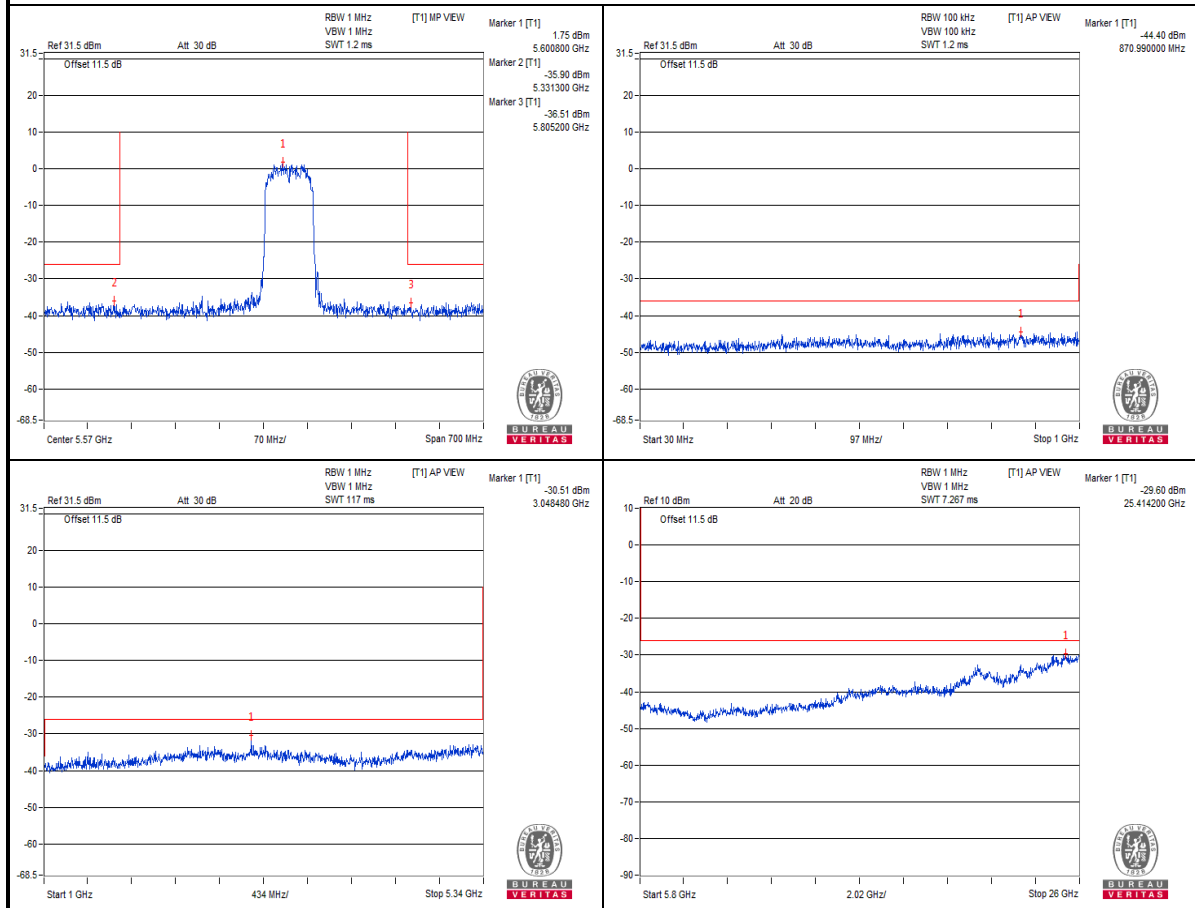 RBW 1 MHz [T1] MP VIEW Marker 1 [T1]
VBW 1 MHz 1.75 dBm
Ref 31.5 dBm Att 30 dB SWT 1.2 ms 5.600800 GHz
Marker 2 [T1]
-35.90 dBm
5.331300 GHz
Marker 3 [T1]
-36.51 dBm
5.805200 GHz
31.5
Offset 11.5 dB
20
10
1
0
-10
-20
2 3
-30
-40
-50
-60
-68.5
Center 5.57 GHz 70 MHz/ Span 700 MHz
BUREAU VERITAS
1828
BUREAU
VERITAS
RBW 100 kHz [T1] AP VIEW Marker 1 [T1]
VBW 100 kHz -44.40 dBm
Ref 31.5 dBm Att 30 dB SWT 1.2 ms 870.990000 MHz
31.5
Offset 11.5 dB
20
10
0
-10
-20
-30
1
-40
-50
-60
-68.5
Start 30 MHz 97 MHz/ Stop 1 GHz
BUREAU VERITAS
1828
BUREAU
VERITAS
RBW 1 MHz [T1] AP VIEW Marker 1 [T1]
VBW 1 MHz -30.51 dBm
Ref 31.5 dBm Att 30 dB SWT 117 ms 3.048480 GHz
31.5
Offset 11.5 dB
20
10
0
-10
-20
1
-30
-40
-50
-60
-68.5
Start 1 GHz 434 MHz/ Stop 5.34 GHz
BUREAU VERITAS
1828
BUREAU
VERITAS
RBW 1 MHz [T1] AP VIEW Marker 1 [T1]
VBW 1 MHz -29.60 dBm
Ref 10 dBm Att 20 dB SWT 7.267 ms 25.414200 GHz
10
Offset 11.5 dB
0
-10
-20
1
-30
-40
-50
-60
-70
-80
-90
Start 5.8 GHz 2.02 GHz/ Stop 26 GHz
BUREAU VERITAS
1828
BUREAU
VERITAS